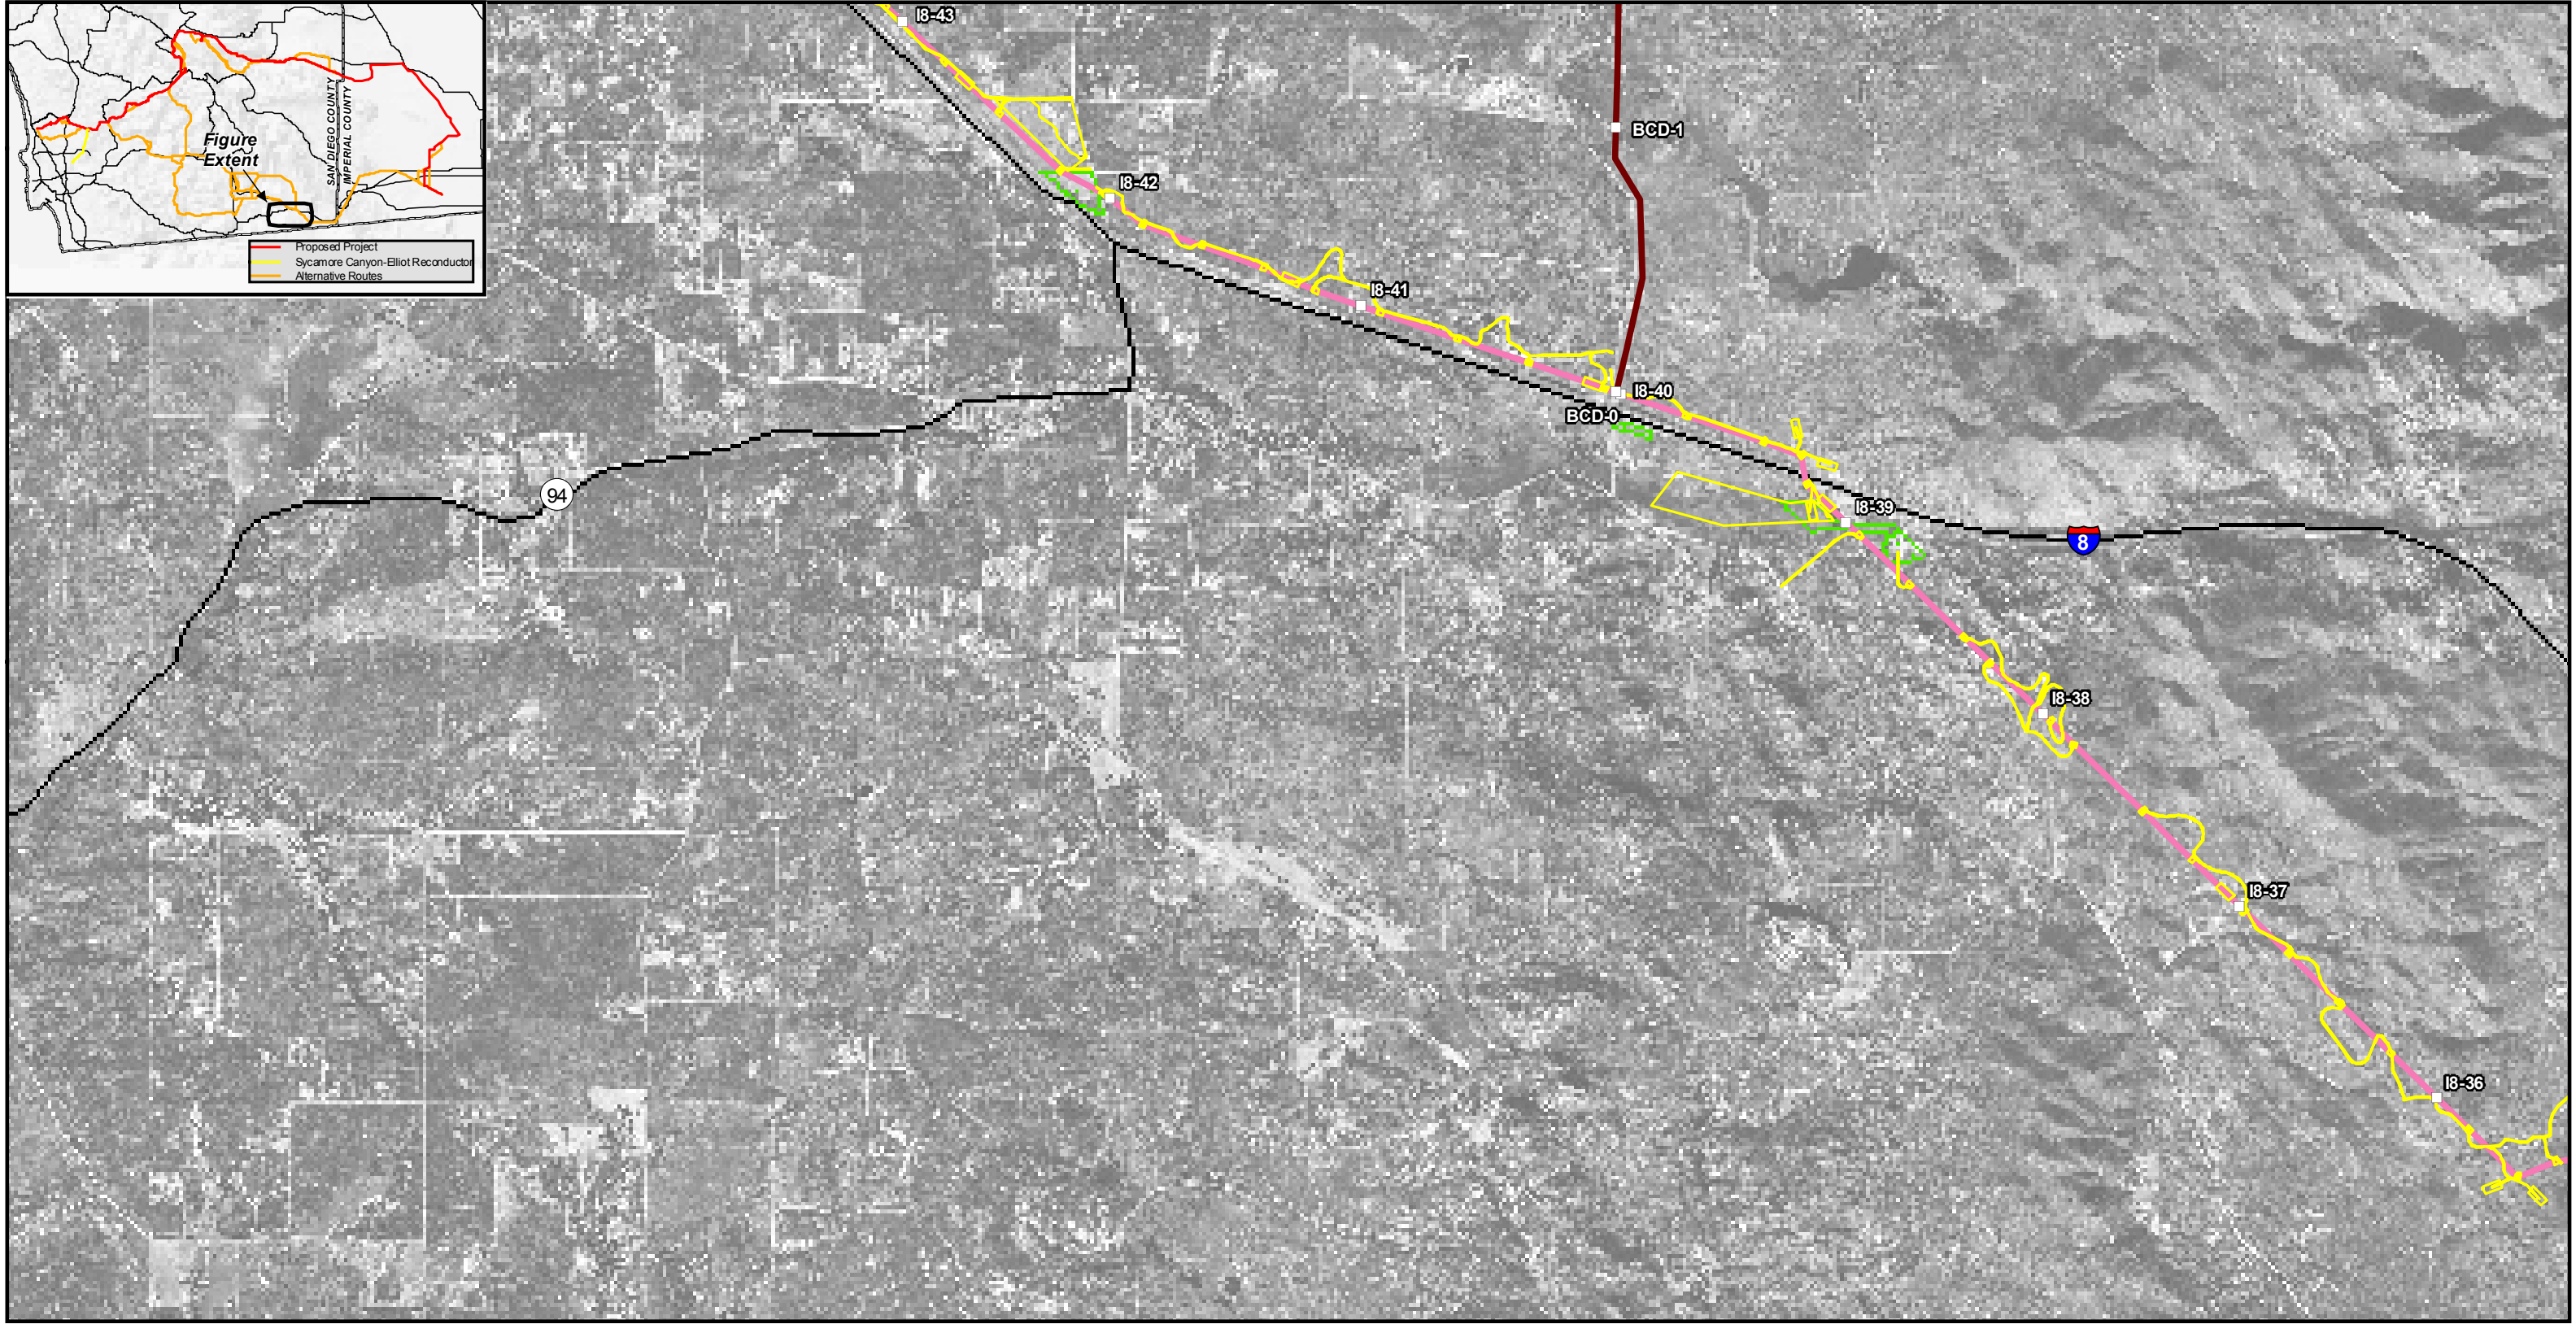 I8-43
BCD-1
SAN DIEGO COUNTY
IMPERIAL COUNTY
Figure
Extent
I8-42
Proposed Project
Sycamore Canyon-Elliot Reconductor
Alternative Routes
I8-41
I8-40
BCD-0
94
I8-39
8
I8-38
I8-37
I8-36